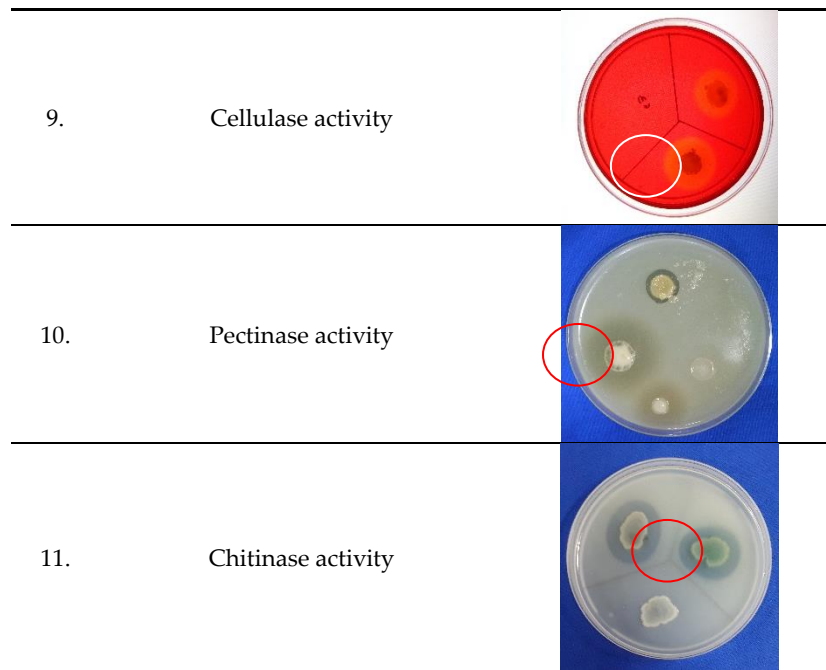 9. Cellulase activity
10. Pectinase activity
11. Chitinase activity